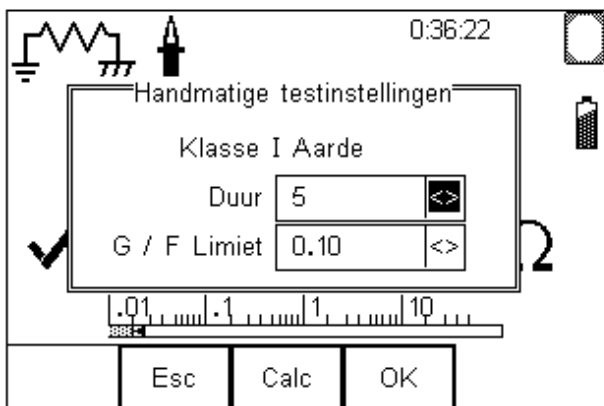 0:36:22
Handmatige testinstellingen
Klasse I Aarde
Duur 5 <>
G / F Limiet 0.10 <>
Ω
.01 .1 1 10
Esc Calc OK